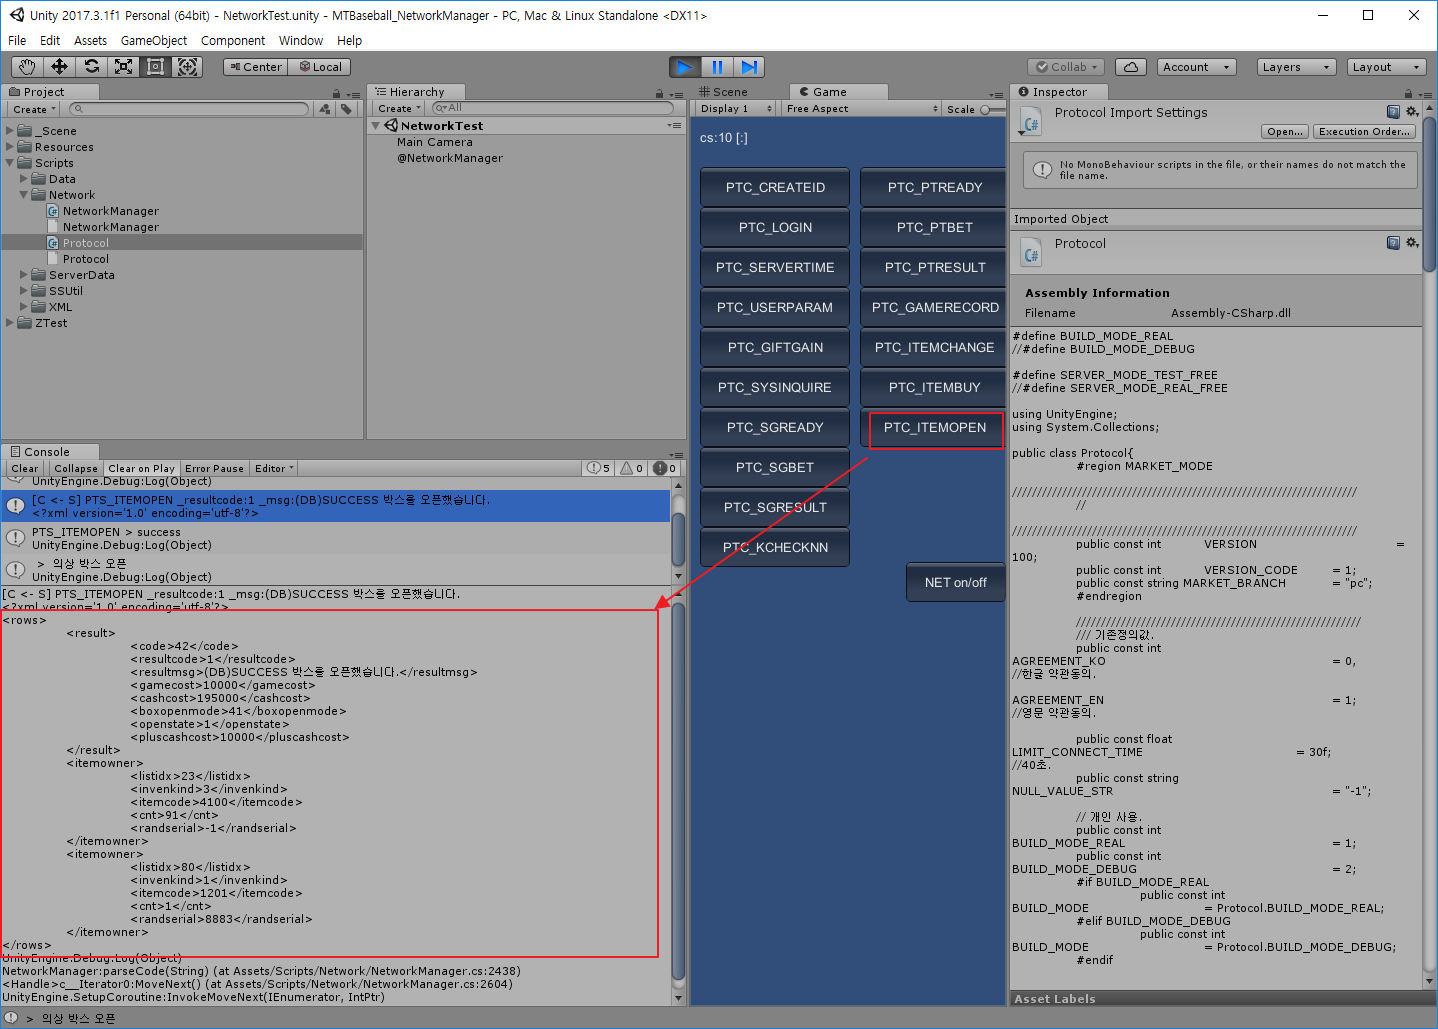 Unity 2017.3.1f1 Personal (64bit) - NetworkTest.unity - MTBaseball_NetworkManager - PC, Mac & Linux Standalone <DX11>
File Edit Assets GameObject Component Window Help
Center Local
Collab Account Layers Layout
Project
Create
_Scene
Resources
Scripts
Data
Network
NetworkManager
NetworkManager
Protocol
Protocol
ServerData
SSUtil
XML
ZTest
Hierarchy
Create All
NetworkTest
Main Camera
@NetworkManager
Console
Clear Collapse Clear on Play Error Pause Editor 5 0 0
UnityEngine.Debug:Log(Object)
[C <- S] PTS_ITEMOPEN _resultcode:1 _msg:(DB)SUCCESS 박스를 오픈했습니다.
<?xml version='1.0' encoding='utf-8'?>
PTS_ITEMOPEN > success
UnityEngine.Debug:Log(Object)
> 의상 박스 오픈
UnityEngine.Debug:Log(Object)
[C <- S] PTS_ITEMOPEN _resultcode:1 _msg:(DB)SUCCESS 박스를 오픈했습니다.
<?xml version='1.0' encoding='utf-8'?>
<rows>
<result>
<code>42</code>
<resultcode>1</resultcode>
<resultmsg>(DB)SUCCESS 박스를 오픈했습니다.</resultmsg>
<gamecost>10000</gamecost>
<cashcost>195000</cashcost>
<boxopenmode>41</boxopenmode>
<openstate>1</openstate>
<pluscashcost>10000</pluscashcost>
</result>
<itemowner>
<listidx>23</listidx>
<invenkind>3</invenkind>
<itemcode>4100</itemcode>
<cnt>91</cnt>
<randserial>-1</randserial>
</itemowner>
<itemowner>
<listidx>80</listidx>
<invenkind>1</invenkind>
<itemcode>1201</itemcode>
<cnt>1</cnt>
<randserial>8883</randserial>
</itemowner>
</rows>
UnityEngine.Debug:Log(Object)
NetworkManager:parseCode(String) (at Assets/Scripts/Network/NetworkManager.cs:2438)
<Handle>c__Iterator0:MoveNext() (at Assets/Scripts/Network/NetworkManager.cs:2604)
UnityEngine.SetupCoroutine:InvokeMoveNext(IEnumerator, IntPtr)
> 의상 박스 오픈
Scene Game
Display 1 Free Aspect Scale
cs:10 [:]
PTC_CREATEID
PTC_LOGIN
PTC_SERVERTIME
PTC_USERPARAM
PTC_GIFTGAIN
PTC_SYSINQUIRE
PTC_SGREADY
PTC_SGBET
PTC_SGRESULT
PTC_KCHECKNN
PTC_PTREADY
PTC_PTBET
PTC_PTRESULT
PTC_GAMERECORD
PTC_ITEMCHANGE
PTC_ITEMBUY
PTC_ITEMOPEN
NET on/off
Inspector
Protocol Import Settings
Open... Execution Order...
No MonoBehaviour scripts in the file, or their names do not match the
file name.
Imported Object
Protocol
Assembly Information
Filename Assembly-CSharp.dll
#define BUILD_MODE_REAL
//#define BUILD_MODE_DEBUG
#define SERVER_MODE_TEST_FREE
//#define SERVER_MODE_REAL_FREE
using UnityEngine;
using System.Collections;
public class Protocol{
#region MARKET_MODE
////////////////////////////////////////////////////////////////////
//
////////////////////////////////////////////////////////////////////
public const int VERSION =
100;
public const int VERSION_CODE = 1;
public const string MARKET_BRANCH = "pc";
#endregion
////////////////////////////////////////////////////////
/// 기존정의값.
public const int
AGREEMENT_KO = 0,
//한글 약관동의.
AGREEMENT_EN = 1;
//영문 약관동의.
public const float
LIMIT_CONNECT_TIME = 30f;
//40초.
public const string
NULL_VALUE_STR = "-1";
// 개인 사용.
public const int
BUILD_MODE_REAL = 1;
public const int
BUILD_MODE_DEBUG = 2;
#if BUILD_MODE_REAL
public const int
BUILD_MODE = Protocol.BUILD_MODE_REAL;
#elif BUILD_MODE_DEBUG
public const int
BUILD_MODE = Protocol.BUILD_MODE_DEBUG;
#endif
Asset Labels